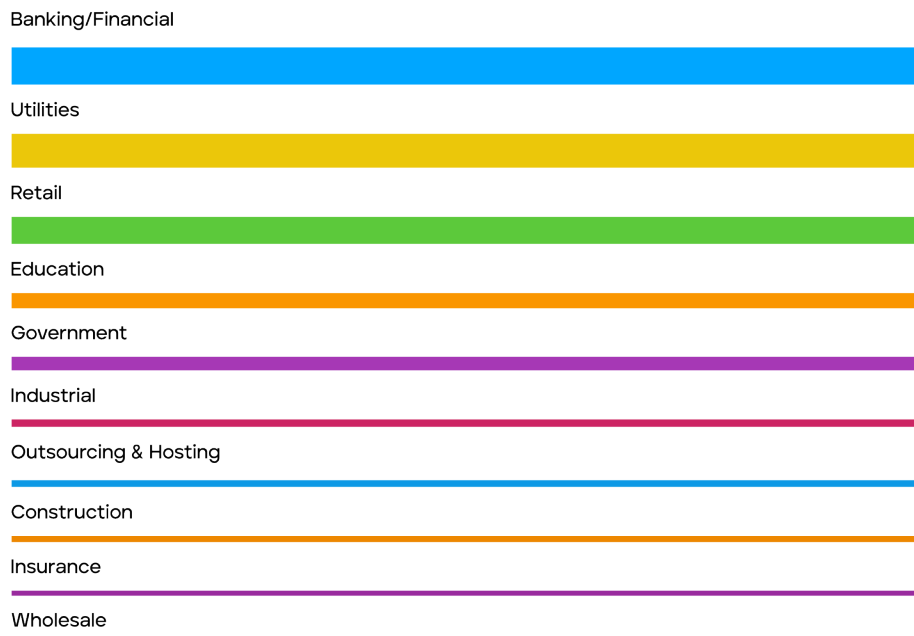 Banking/Financial
Utilities
Retail
Education
Government
Industrial
Outsourcing & Hosting
Construction
Insurance
Wholesale